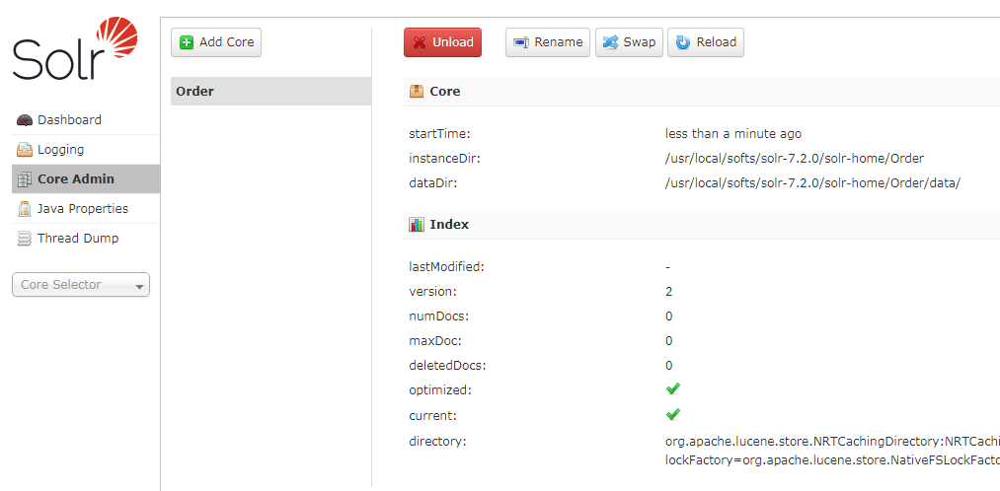 Solr
Dashboard
Logging
Core Admin
Java Properties
Thread Dump
Core Selector
Add Core
Order
Unload Rename Swap Reload
Core
startTime: less than a minute ago
instanceDir: /usr/local/softs/solr-7.2.0/solr-home/Order
dataDir: /usr/local/softs/solr-7.2.0/solr-home/Order/data/
Index
lastModified: -
version: 2
numDocs: 0
maxDoc: 0
deletedDocs: 0
optimized:
current:
directory: org.apache.lucene.store.NRTCachingDirectory:NRTCachi
lockFactory=org.apache.lucene.store.NativeFSLockFacto